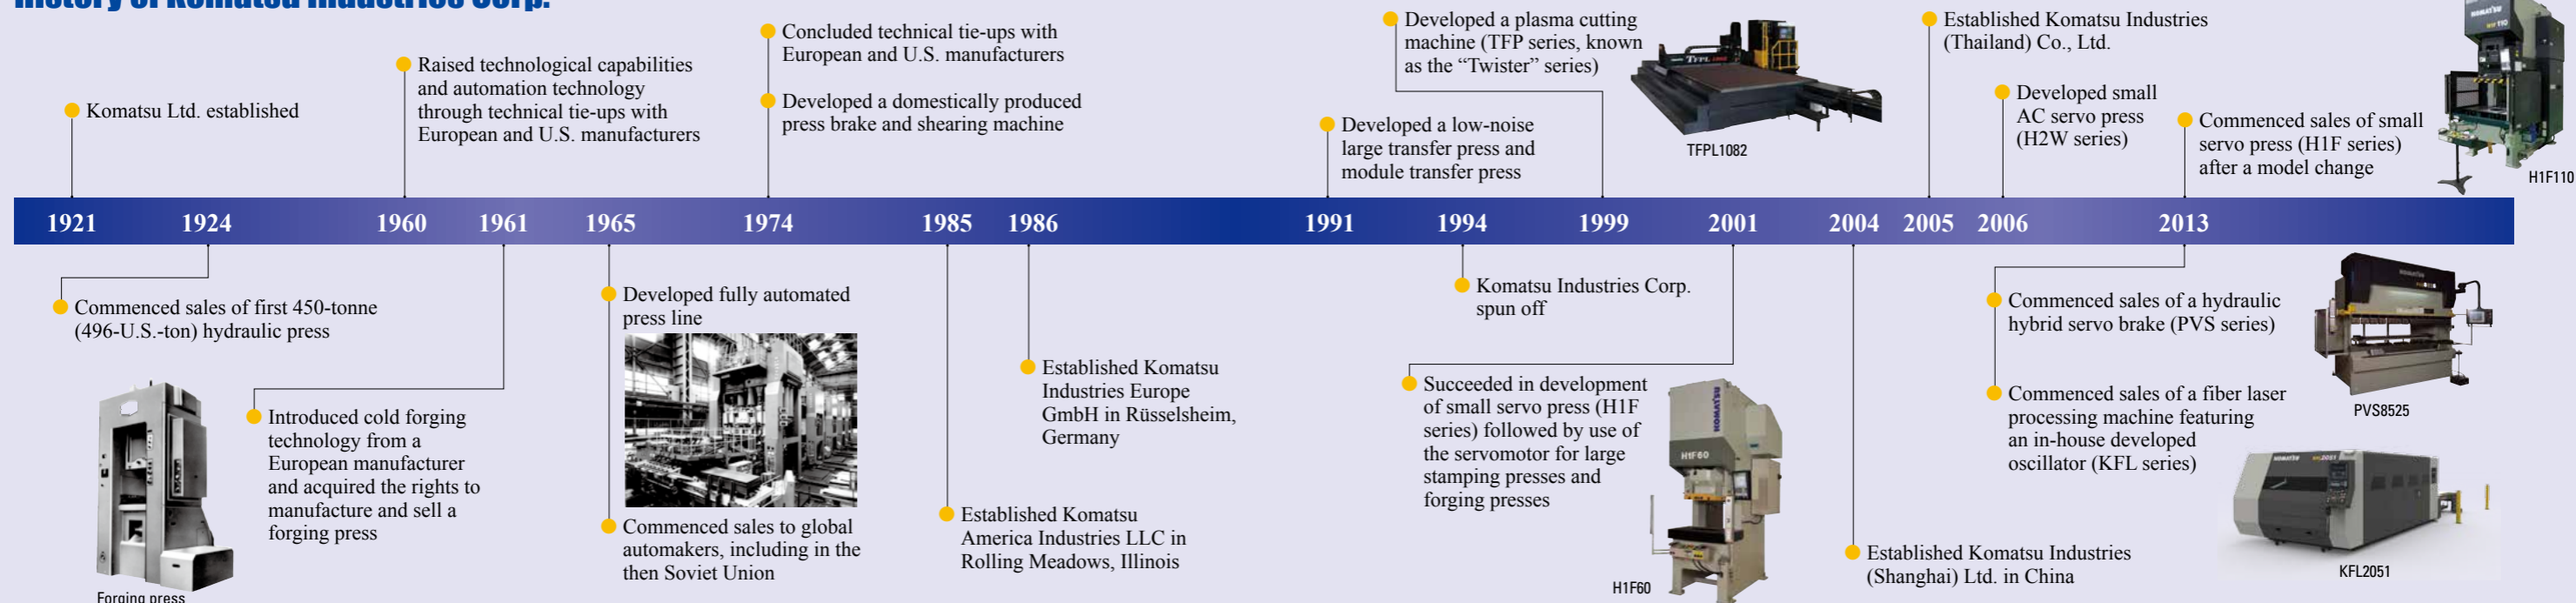 History of Komatsu Industries Corp.
Komatsu Ltd. established
Raised technological capabilities
and automation technology
through technical tie-ups with
European and U.S. manufacturers
Concluded technical tie-ups with
European and U.S. manufacturers
Developed a domestically produced
press brake and shearing machine
Developed a low-noise
large transfer press and
module transfer press
Developed a plasma cutting
machine (TFP series, known
as the “Twister” series)
TFPL1082
Established Komatsu Industries
(Thailand) Co., Ltd.
Developed small
AC servo press
(H2W series)
Commenced sales of small
servo press (H1F series)
after a model change
KOMATSU
H1F110
1921 1924 1960 1961 1965 1974 1985 1986 1991 1994 1999 2001 2004 2005 2006 2013
Commenced sales of first 450-tonne
(496-U.S.-ton) hydraulic press
Forging press
Introduced cold forging
technology from a
European manufacturer
and acquired the rights to
manufacture and sell a
forging press
Developed fully automated
press line
Commenced sales to global
automakers, including in the
then Soviet Union
Established Komatsu
America Industries LLC in
Rolling Meadows, Illinois
Established Komatsu
Industries Europe
GmbH in Rüsselsheim,
Germany
Komatsu Industries Corp.
spun off
Succeeded in development
of small servo press (H1F
series) followed by use of
the servomotor for large
stamping presses and
forging presses
KOMATSU
H1F60
H1F60
Established Komatsu Industries
(Shanghai) Ltd. in China
Commenced sales of a hydraulic
hybrid servo brake (PVS series)
Commenced sales of a fiber laser
processing machine featuring
an in-house developed
oscillator (KFL series)
PVS8525
KFL2051